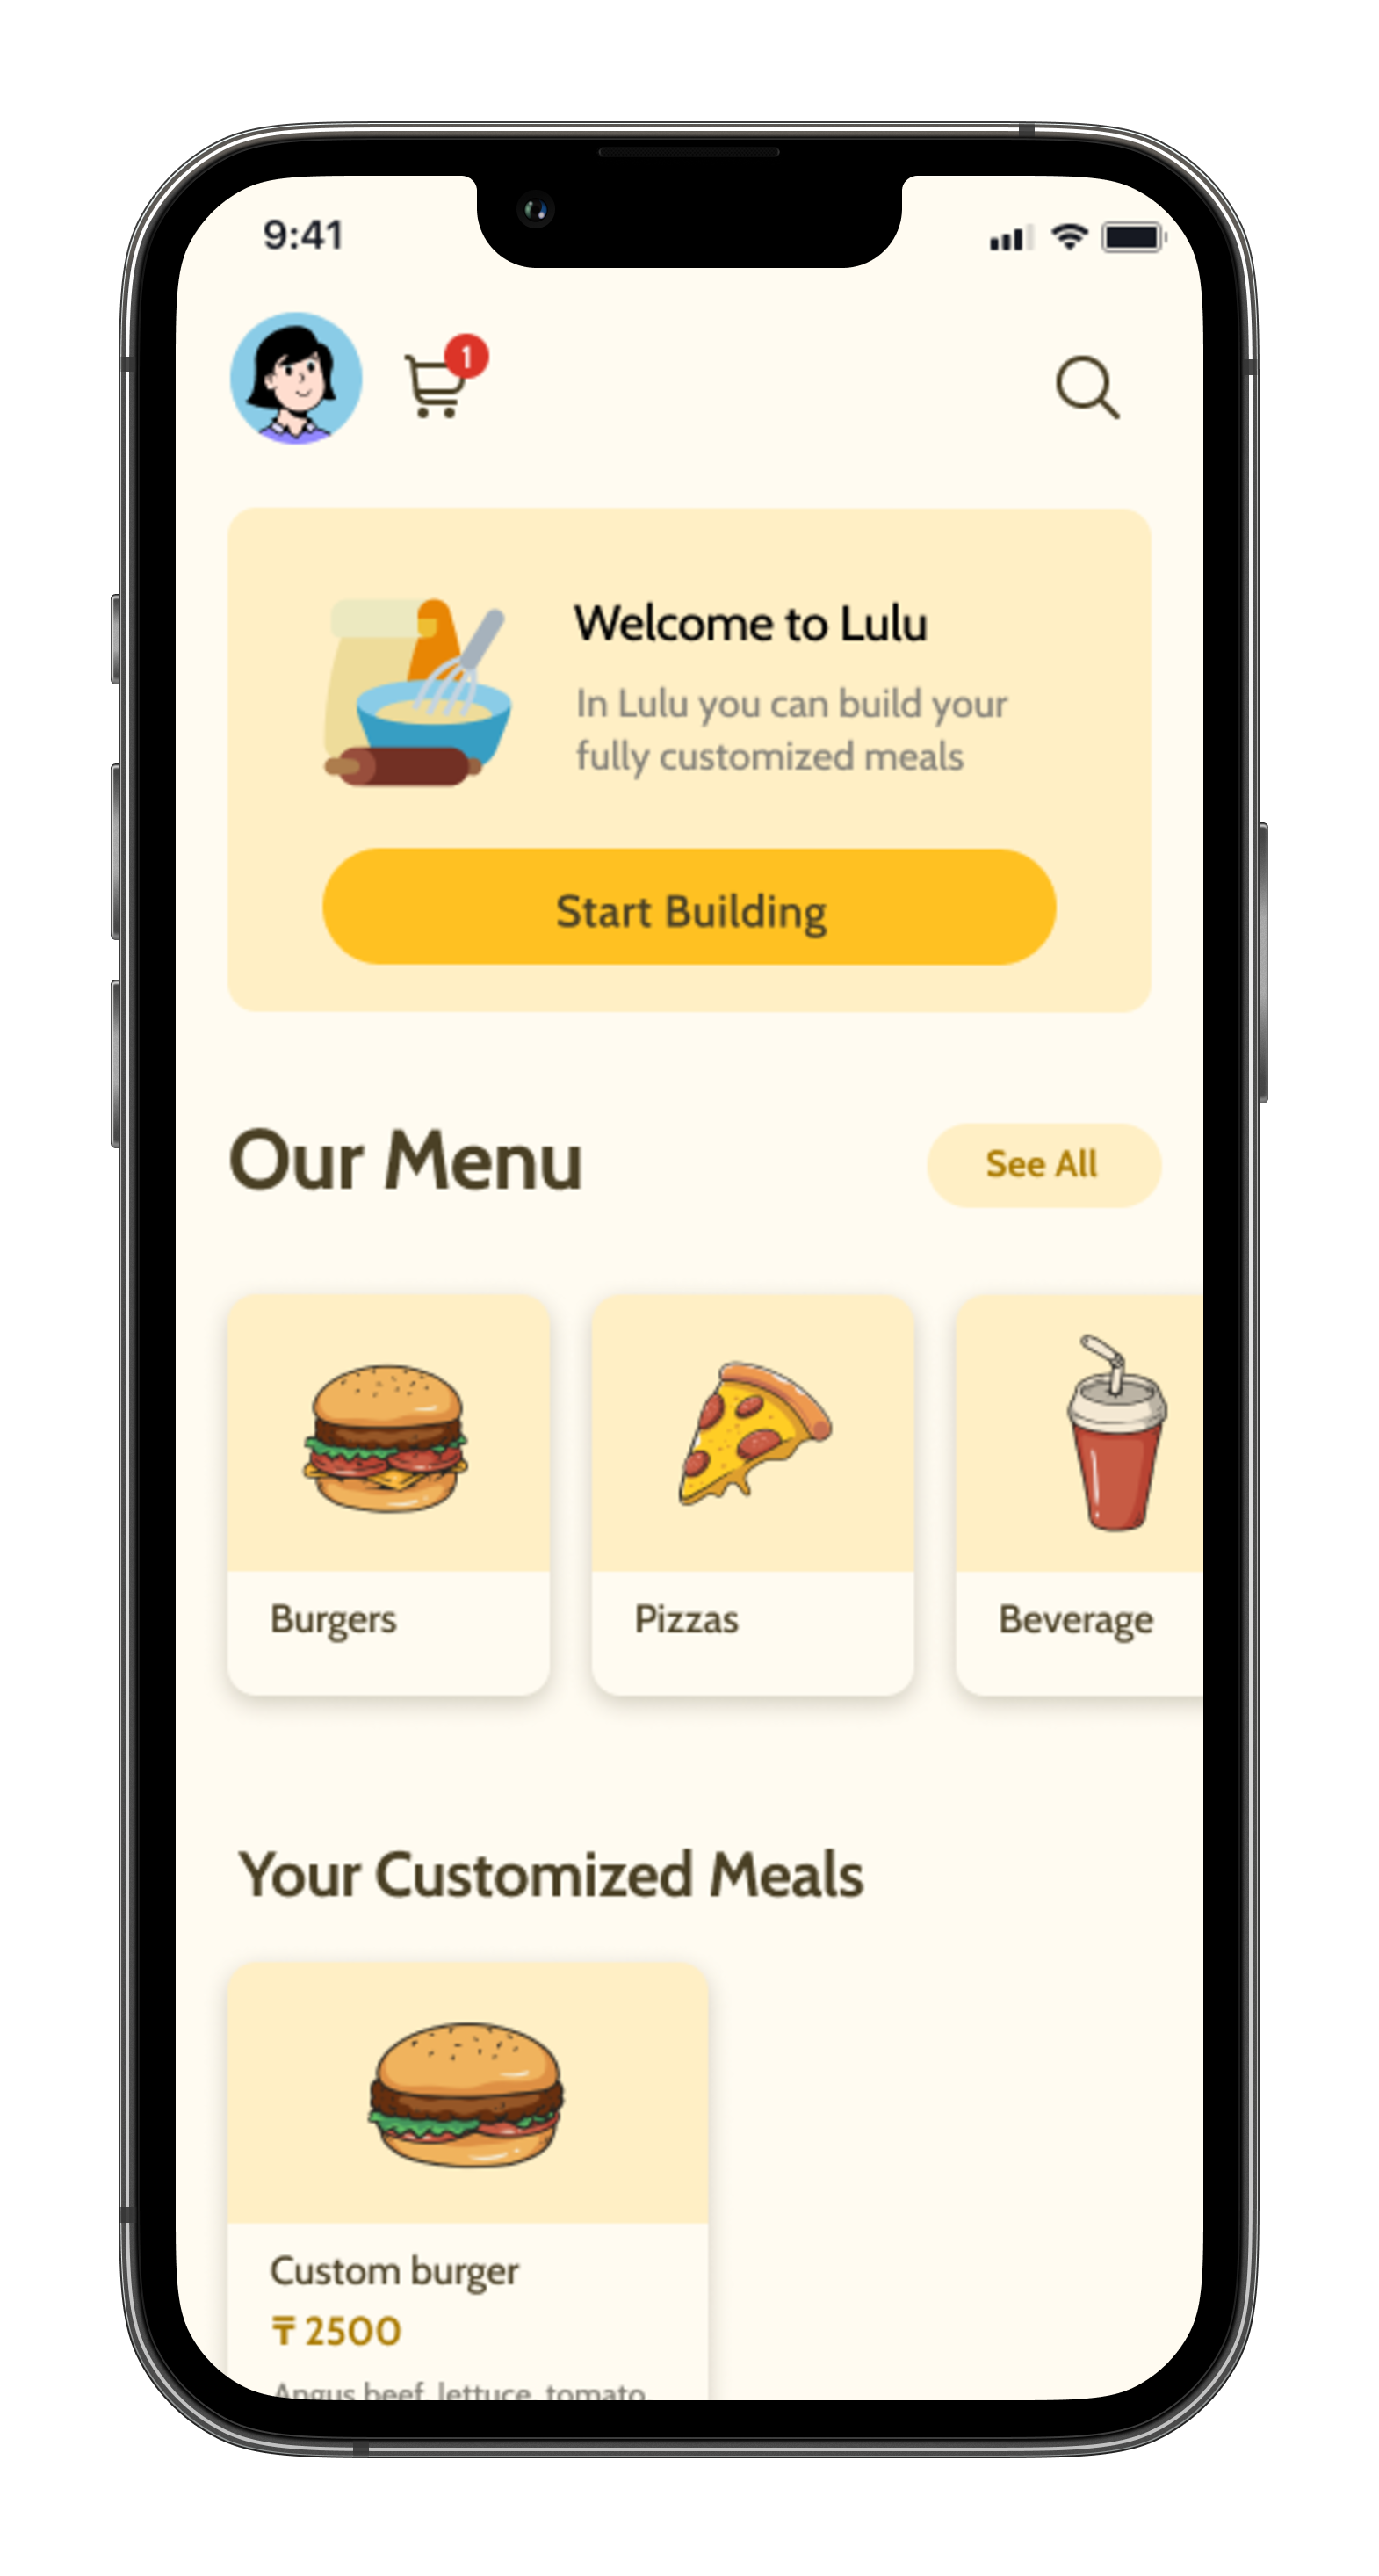 9:41
1
Welcome to Lulu
In Lulu you can build your
fully customized meals
Start Building
Our Menu
See All
Burgers
Pizzas
Beverage
Your Customized Meals
Custom burger
₸ 2500
Angus beef, lettuce, tomato